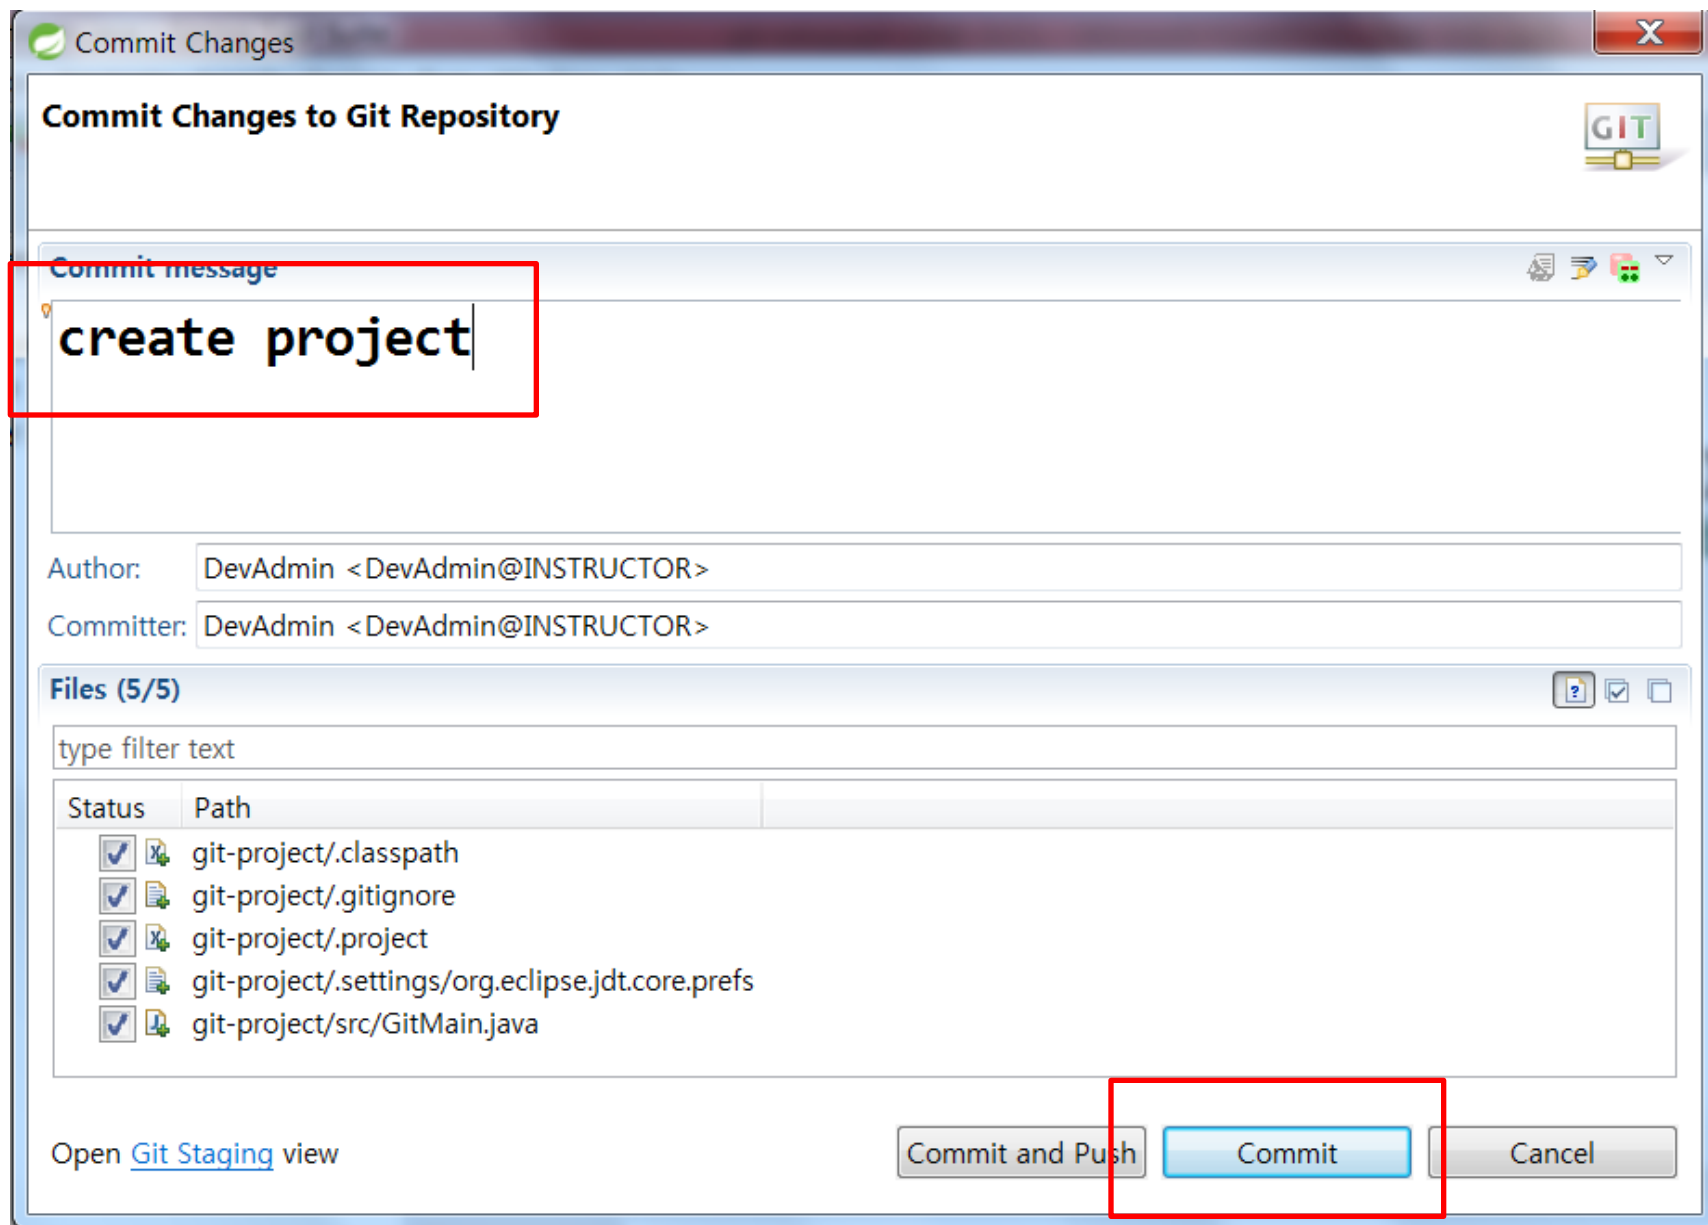 Commit Changes
Commit Changes to Git Repository
GIT
Commit message
create project
Author: DevAdmin <DevAdmin@INSTRUCTOR>
Committer: DevAdmin <DevAdmin@INSTRUCTOR>
Files (5/5)
type filter text
Status Path
git-project/.classpath
git-project/.gitignore
git-project/.project
git-project/.settings/org.eclipse.jdt.core.prefs
git-project/src/GitMain.java
Open Git Staging view Commit and Push Commit Cancel